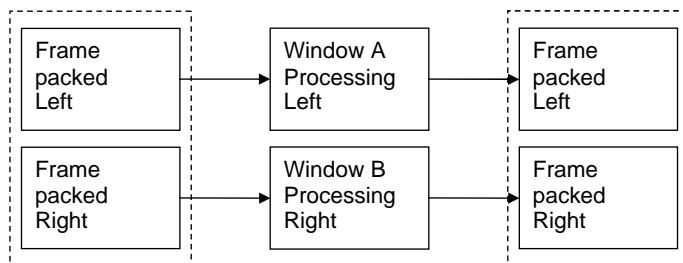 Frame
packed
Left
Window A
Processing
Left
Frame
packed
Left
Frame
packed
Right
Window B
Processing
Right
Frame
packed
Right